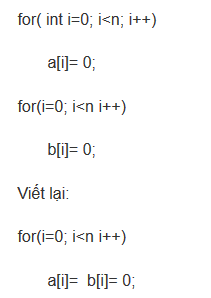 for( int i=0; i<n; i++)
a[i]= 0;
for(i=0; i<n i++)
b[i]= 0;
Viết lại:
for(i=0; i<n i++)
a[i]=  b[i]= 0;